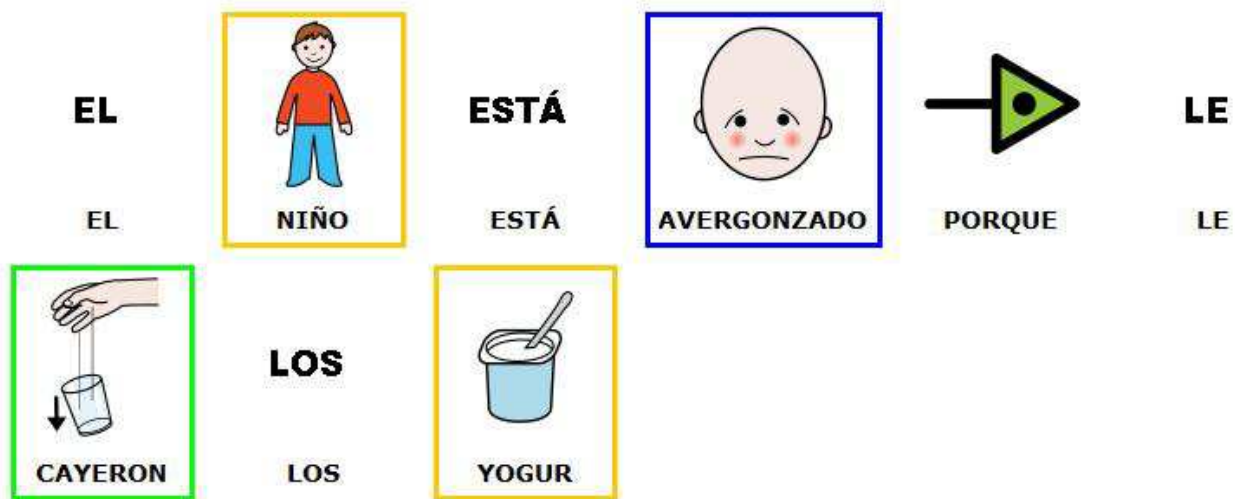 EL ESTÁ LE
EL NIÑO ESTÁ AVERGONZADO PORQUE LE
LOS
CAYERON LOS YOGUR